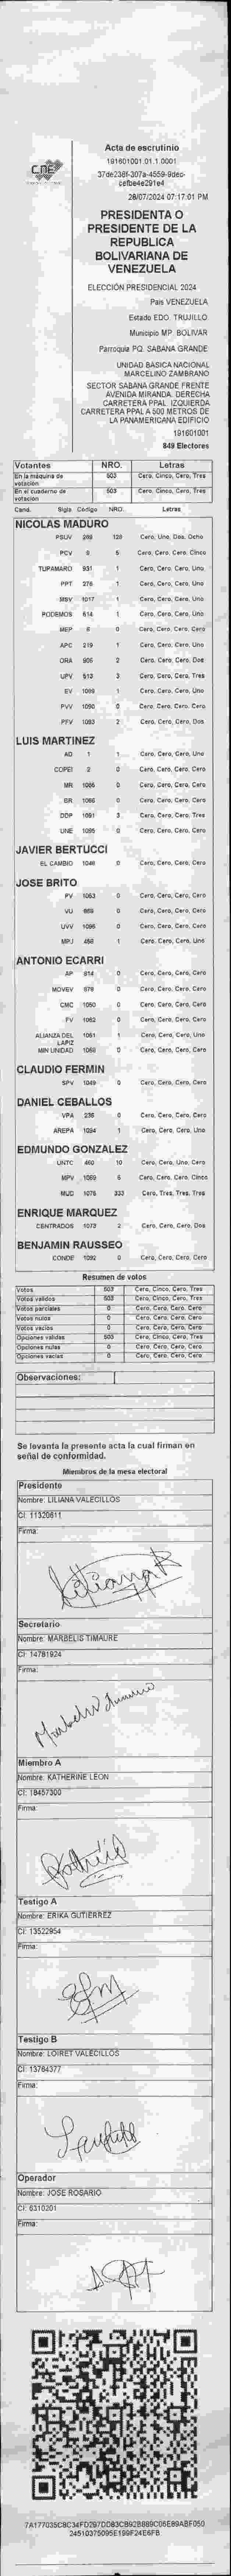 CNE
Acta de escrutinio
191601001.01.1.0001
37de238f-307a-4559-9dec-
cefbe4e291e4
28/07/2024 07:17:01 PM
PRESIDENTA O
PRESIDENTE DE LA
REPUBLICA
BOLIVARIANA DE
VENEZUELA
ELECCIÓN PRESIDENCIAL 2024
País VENEZUELA
Estado EDO. TRUJILLO
Municipio MP. BOLIVAR
Parroquia PQ. SABANA GRANDE
UNIDAD BASICA NACIONAL
MARCELINO ZAMBRANO
SECTOR SABANA GRANDE FRENTE
AVENIDA MIRANDA. DERECHA
CARRETERA PPAL. IZQUIERDA
CARRETERA PPAL A 500 METROS DE
LA PANAMERICANA EDIFICIO
191601001
849 Electores
Votantes NRO. Letras
En la máquina de votación 503 Cero, Cinco, Cero, Tres
En el cuaderno de votación 503 Cero, Cinco, Cero, Tres
Cand. Sigla Código NRO. Letras
NICOLAS MADURO
PSUV 128 Cero, Uno, Dos, Ocho
PCV 5 Cero, Cero, Cero, Cinco
TUPAMARO 931 1 Cero, Cero, Cero, Uno
PPT 276 1 Cero, Cero, Cero, Uno
MSV 1017 1 Cero, Cero, Cero, Uno
PODEMOS 614 1 Cero, Cero, Cero, Uno
MEP 6 0 Cero, Cero, Cero, Cero
APC 219 1 Cero, Cero, Cero, Uno
ORA 906 2 Cero, Cero, Cero, Dos
UPV 513 3 Cero, Cero, Cero, Tres
EV 1089 1 Cero, Cero, Cero, Uno
PVV 1090 0 Cero, Cero, Cero, Cero
PFV 1093 2 Cero, Cero, Cero, Dos
LUIS MARTINEZ
AD 1 1 Cero, Cero, Cero, Uno
COPEI 2 0 Cero, Cero, Cero, Cero
MR 1065 0 Cero, Cero, Cero, Cero
BR 1066 0 Cero, Cero, Cero, Cero
DDP 1091 3 Cero, Cero, Cero, Tres
UNE 1095 0 Cero, Cero, Cero, Cero
JAVIER BERTUCCI
EL CAMBIO 1046 0 Cero, Cero, Cero, Cero
JOSE BRITO
PV 1063 0 Cero, Cero, Cero, Cero
VU 869 0 Cero, Cero, Cero, Cero
UVV 1096 0 Cero, Cero, Cero, Cero
MPJ 458 1 Cero, Cero, Cero, Uno
ANTONIO ECARRI
AP 814 0 Cero, Cero, Cero, Cero
MOVEV 978 0 Cero, Cero, Cero, Cero
CMC 1050 0 Cero, Cero, Cero, Cero
FV 1062 0 Cero, Cero, Cero, Cero
ALIANZA DEL LAPIZ 1061 1 Cero, Cero, Cero, Uno
MIN UNIDAD 1068 0 Cero, Cero, Cero, Cero
CLAUDIO FERMIN
SPV 1049 0 Cero, Cero, Cero, Cero
DANIEL CEBALLOS
VPA 236 0 Cero, Cero, Cero, Cero
AREPA 1094 1 Cero, Cero, Cero, Uno
EDMUNDO GONZALEZ
UNTC 460 10 Cero, Cero, Uno, Cero
MPV 1069 5 Cero, Cero, Cero, Cinco
MUD 1075 333 Cero, Tres, Tres, Tres
ENRIQUE MARQUEZ
CENTRADOS 1073 2 Cero, Cero, Cero, Dos
BENJAMIN RAUSSEO
CONDE 1092 0 Cero, Cero, Cero, Cero
Resumen de votos
Votos 503 Cero, Cinco, Cero, Tres
Votos validos 503 Cero, Cinco, Cero, Tres
Votos parciales 0 Cero, Cero, Cero, Cero
Votos nulos 0 Cero, Cero, Cero, Cero
Votos vacios 0 Cero, Cero, Cero, Cero
Opciones validas 503 Cero, Cinco, Cero, Tres
Opciones nulas 0 Cero, Cero, Cero, Cero
Opciones vacias 0 Cero, Cero, Cero, Cero
Observaciones:
Se levanta la presente acta la cual firman en
señal de conformidad.
Miembros de la mesa electoral
Presidente
Nombre: LILIANA VALECILLOS
CI: 11320611
Firma:
Secretario
Nombre: MARBELIS TIMAURE
CI: 14781924
Firma:
Miembro A
Nombre: KATHERINE LEON
CI: 18457300
Firma:
Testigo A
Nombre: ERIKA GUTIERREZ
CI: 13522954
Firma:
Testigo B
Nombre: LOIRET VALECILLOS
CI: 13764377
Firma:
Operador
Nombre: JOSE ROSARIO
CI: 6310201
Firma: